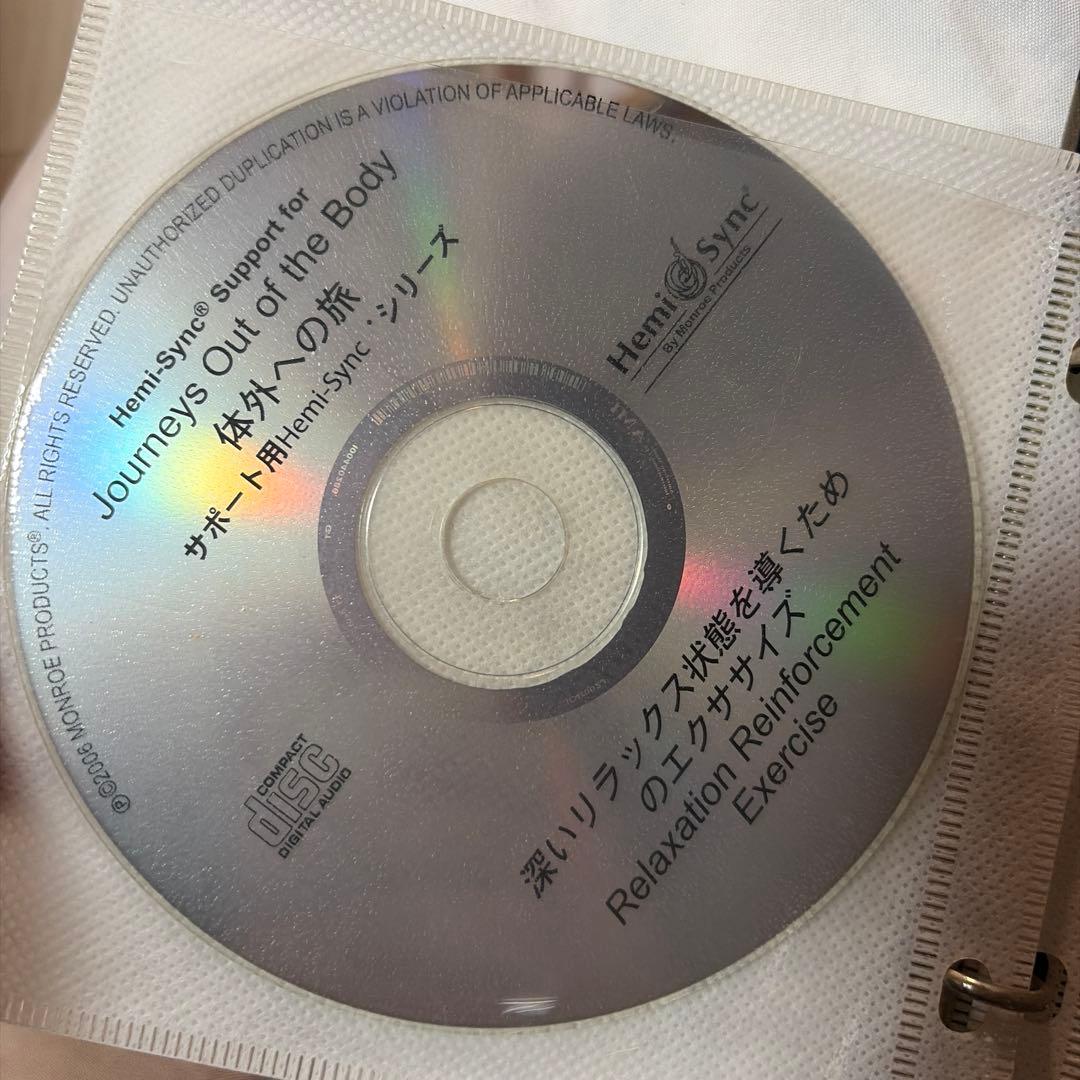 ℗©2006 MONROE PRODUCTS®. ALL RIGHTS RESERVED. UNAUTHORIZED DUPLICATION IS A VIOLATION OF APPLICABLE LAWS.
Hemi-Sync® Support for
Journeys Out of the Body
体外への旅
サポート用Hemi-Sync・シリーズ
Hemi Sync®
By Monroe Products
深いリラックス状態を導くため
のエクササイズ
Relaxation Reinforcement
Exercise
COMPACT
disc
DIGITAL AUDIO